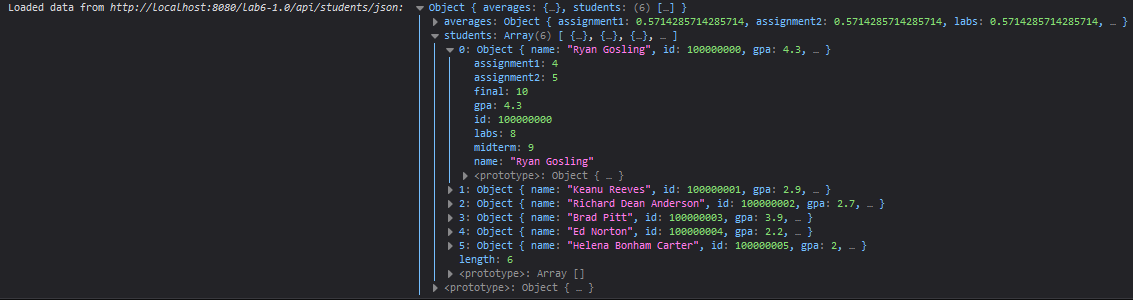 Loaded data from http://localhost:8080/lab6-1.0/api/students/json: Object { averages: {…}, students: (6) […] }
averages: Object { assignment1: 0.5714285714285714, assignment2: 0.5714285714285714, labs: 0.5714285714285714, … }
students: Array(6) [ {…}, {…}, {…}, … ]
0: Object { name: "Ryan Gosling", id: 100000000, gpa: 4.3, … }
assignment1: 4
assignment2: 5
final: 10
gpa: 4.3
id: 100000000
labs: 8
midterm: 9
name: "Ryan Gosling"
<prototype>: Object { … }
1: Object { name: "Keanu Reeves", id: 100000001, gpa: 2.9, … }
2: Object { name: "Richard Dean Anderson", id: 100000002, gpa: 2.7, … }
3: Object { name: "Brad Pitt", id: 100000003, gpa: 3.9, … }
4: Object { name: "Ed Norton", id: 100000004, gpa: 2.2, … }
5: Object { name: "Helena Bonham Carter", id: 100000005, gpa: 2, … }
length: 6
<prototype>: Array []
<prototype>: Object { … }